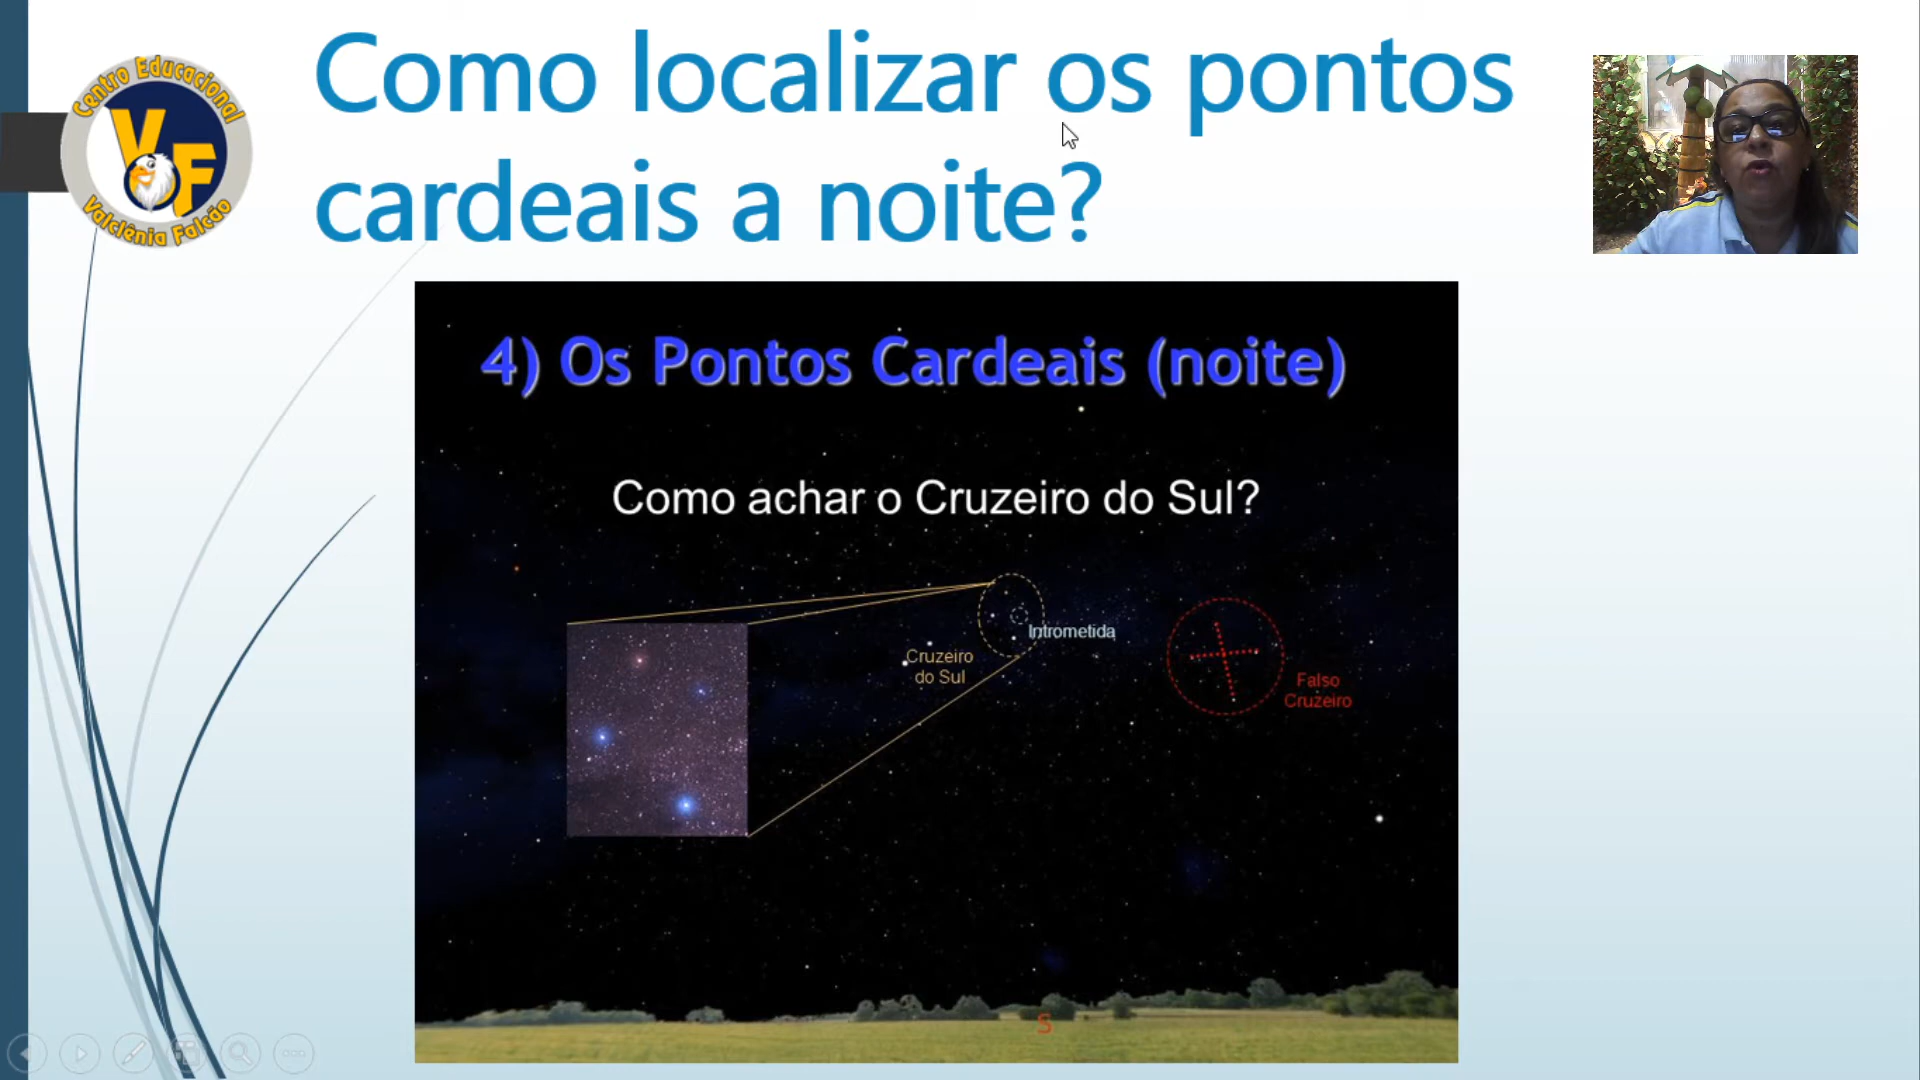 Como localizar os pontos
cardeais a noite?
Centro Educacional
VF
Valclênia Falcão
4) Os Pontos Cardeais (noite)
Como achar o Cruzeiro do Sul?
Intrometida
Cruzeiro
do Sul
Falso
Cruzeiro
S